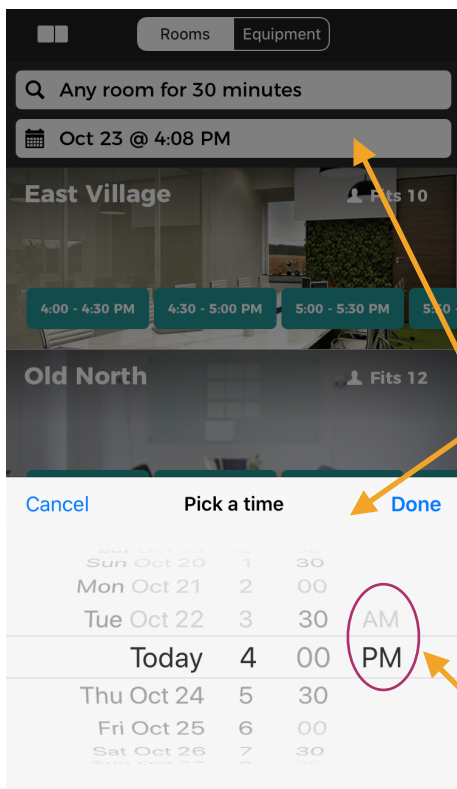 Rooms Equipment
Any room for 30 minutes
Oct 23 @ 4:08 PM
East Village Fits 10
4:00 - 4:30 PM 4:30 - 5:00 PM 5:00 - 5:30 PM
Old North Fits 12
Cancel Pick a time Done
Sun Oct 20 1 30
Mon Oct 21 2 00
Tue Oct 22 3 30 AM
Today 4 00 PM
Thu Oct 24 5 30
Fri Oct 25 6 00
Sat Oct 26 7 30